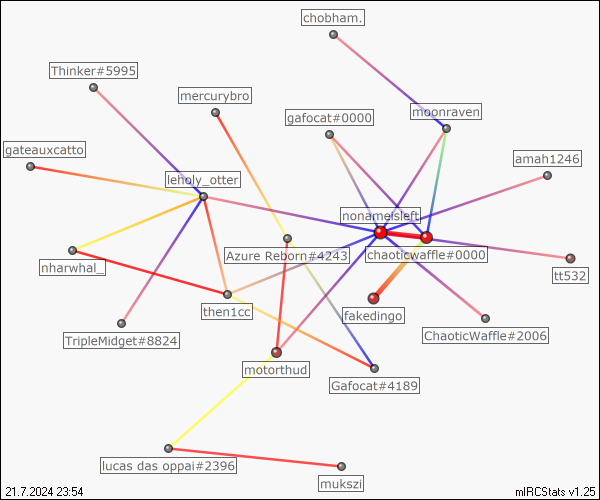 chobham.
Thinker#5995
mercurybro
gafocat#0000
moonraven
gateauxcatto
amah1246
leholy_otter
nonameisleft
Azure Reborn#4243
chaoticwaffle#0000
nharwhal_
tt532
then1cc
fakedingo
TripleMidget#8824
ChaoticWaffle#2006
motorthud
Gafocat#4189
lucas das oppai#2396
mukszi
21.7.2024 23:54
mIRCStats v1.25